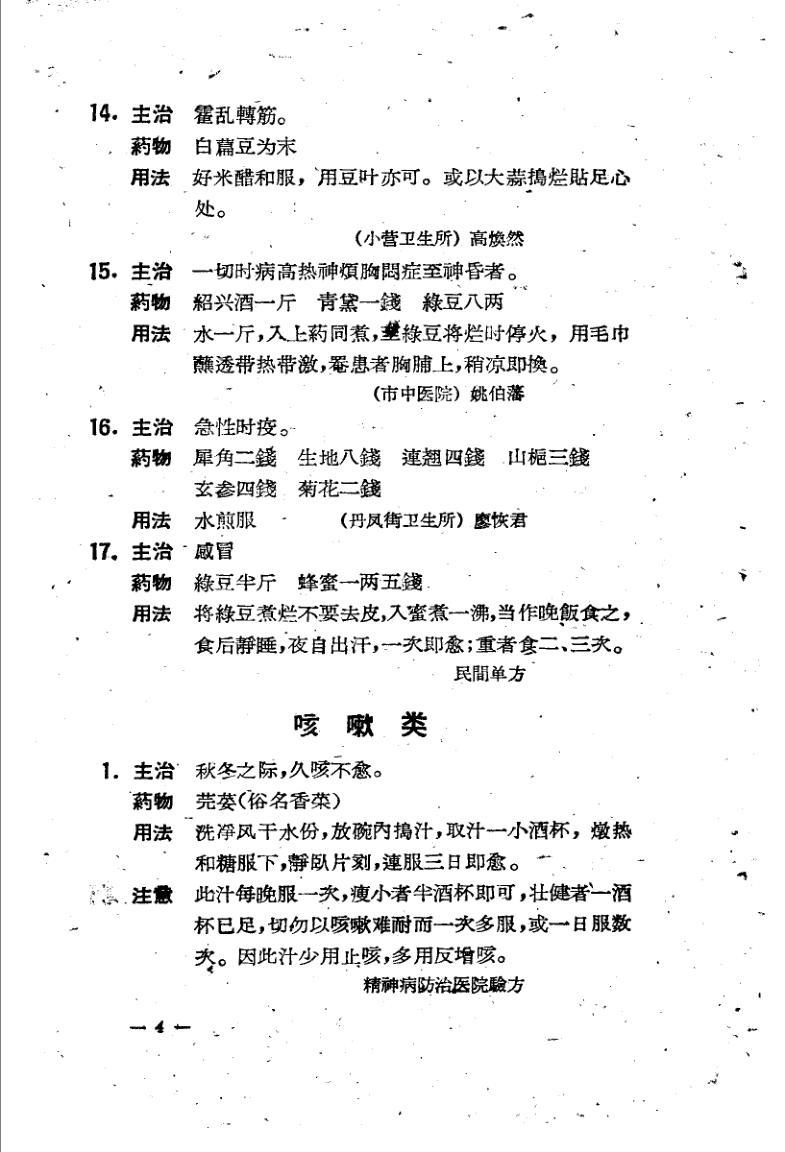 14. 主治 霍乱轉筋。
葯物 白萹豆为末
用法 好米醋和服，用豆叶亦可。或以大蒜搗烂貼足心
处。
(小营卫生所) 高煥然
15. 主治 一切时病高热神煩胸悶症至神昏者。
葯物 紹兴酒一斤 青黛一錢 綠豆八两
用法 水一斤,入上葯同煮,至綠豆将烂时停火，用毛巾
蘸透带热带激,罨患者胸脯上,稍凉即換。
(市中医院) 姚伯藩
16. 主治 急性时疫。
葯物 犀角二錢 生地八錢 連翹四錢 山梔三錢
玄参四錢 菊花二錢
用法 水煎服 (丹凤街卫生所) 廖恢君
17. 主治 感冒
葯物 綠豆半斤 蜂蜜一两五錢
用法 将綠豆煮烂不要去皮,入蜜煮一沸,当作晚飯食之,
食后靜睡,夜自出汗,一次即愈;重者食二、三次。
民間单方
咳嗽类
1. 主治 秋冬之际,久咳不愈。
葯物 芫荽(俗名香菜)
用法 洗淨风干水份,放碗內搗汁,取汁一小酒杯，燉热
和糖服下,靜臥片刻,連服三日即愈。
注意 此汁每晚服一次,瘦小者半酒杯即可,壮健者一酒
杯已足,切勿以咳嗽难耐而一次多服,或一日服数
次。因此汁少用止咳,多用反增咳。
精神病防治医院驗方
— 4 —